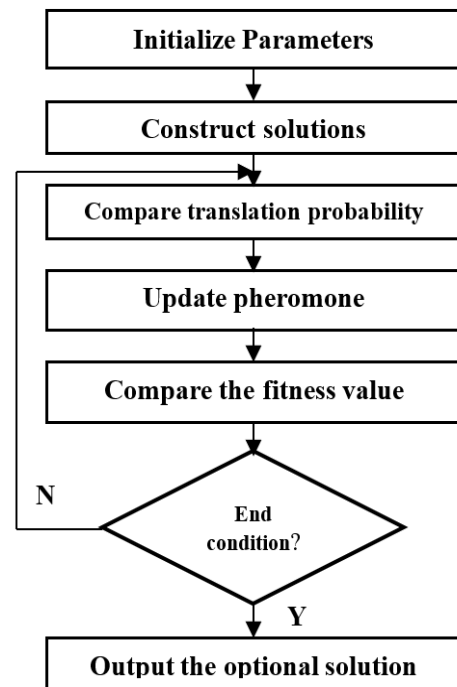 Initialize Parameters
Construct solutions
Compare translation probability
Update pheromone
Compare the fitness value
N
End
condition?
Y
Output the optional solution